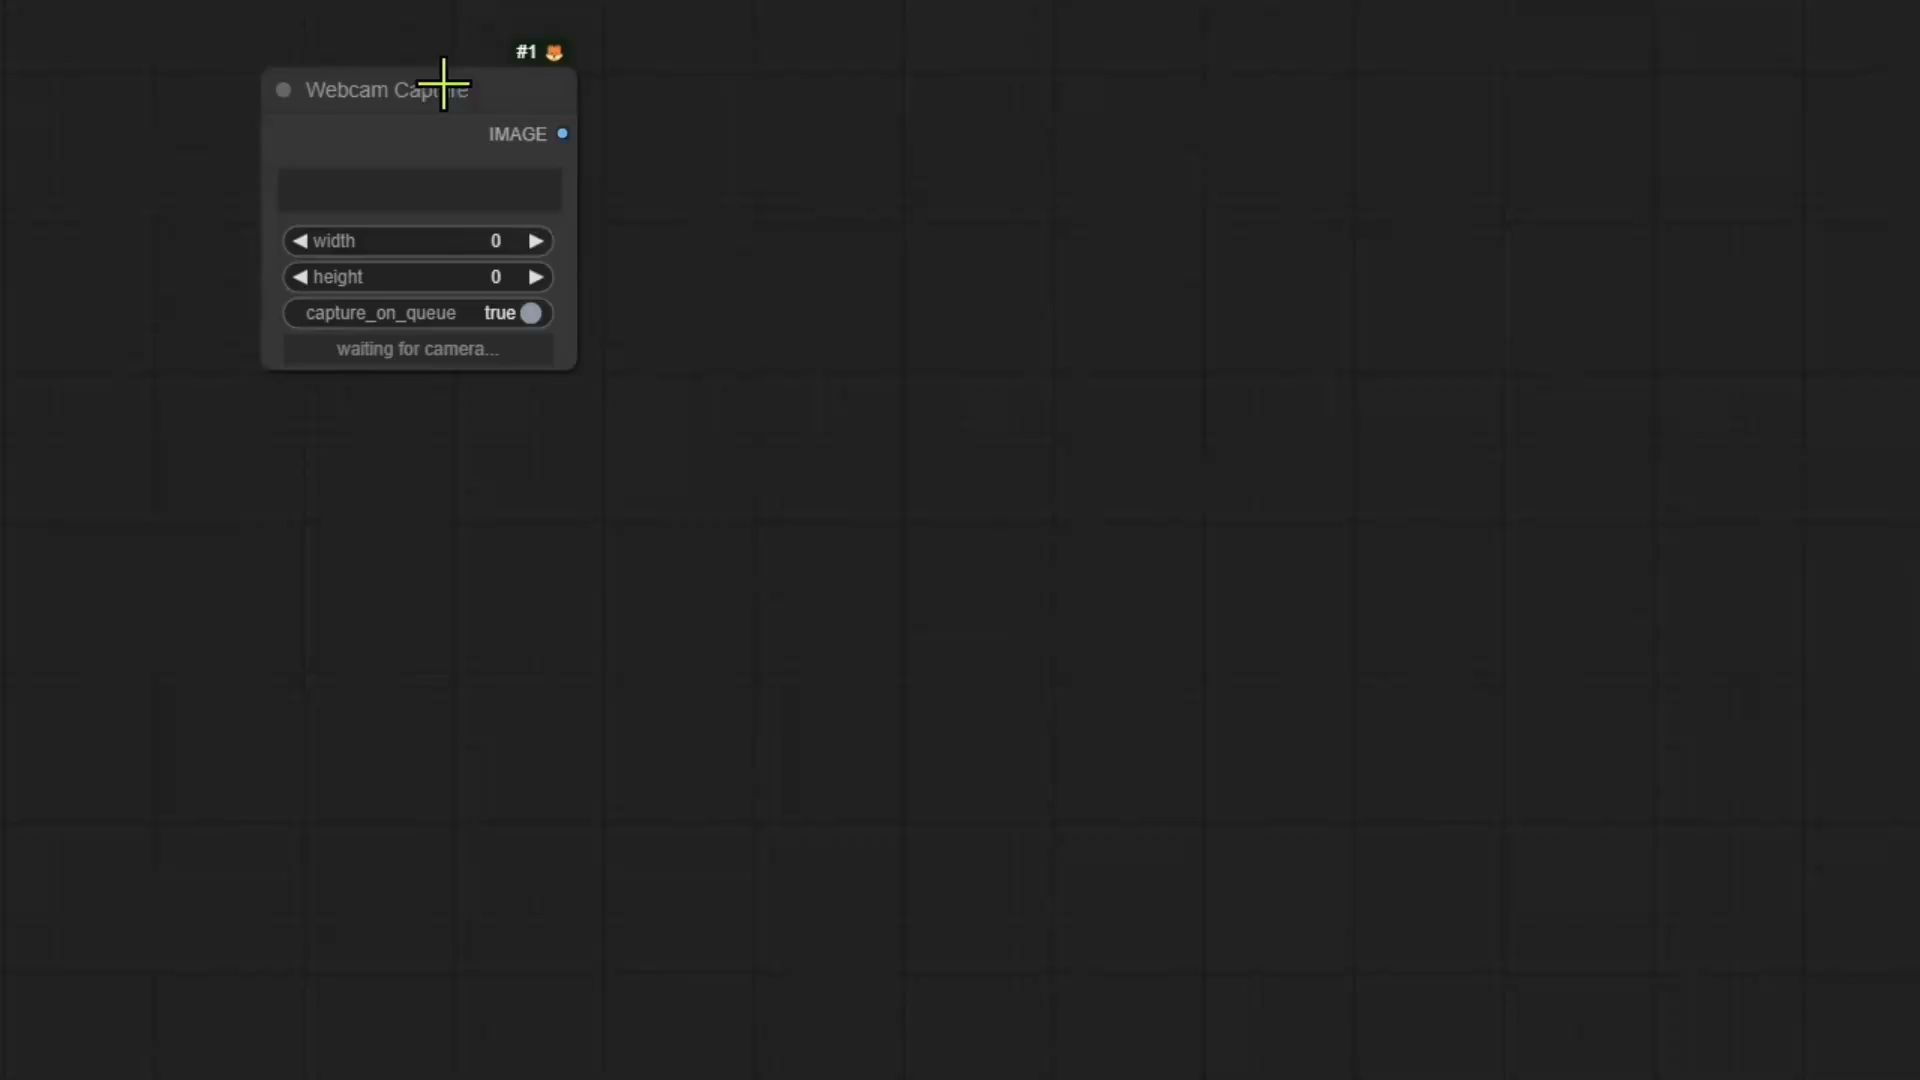 #1
Webcam Capture
IMAGE
width 0
height 0
capture_on_queue true
waiting for camera...